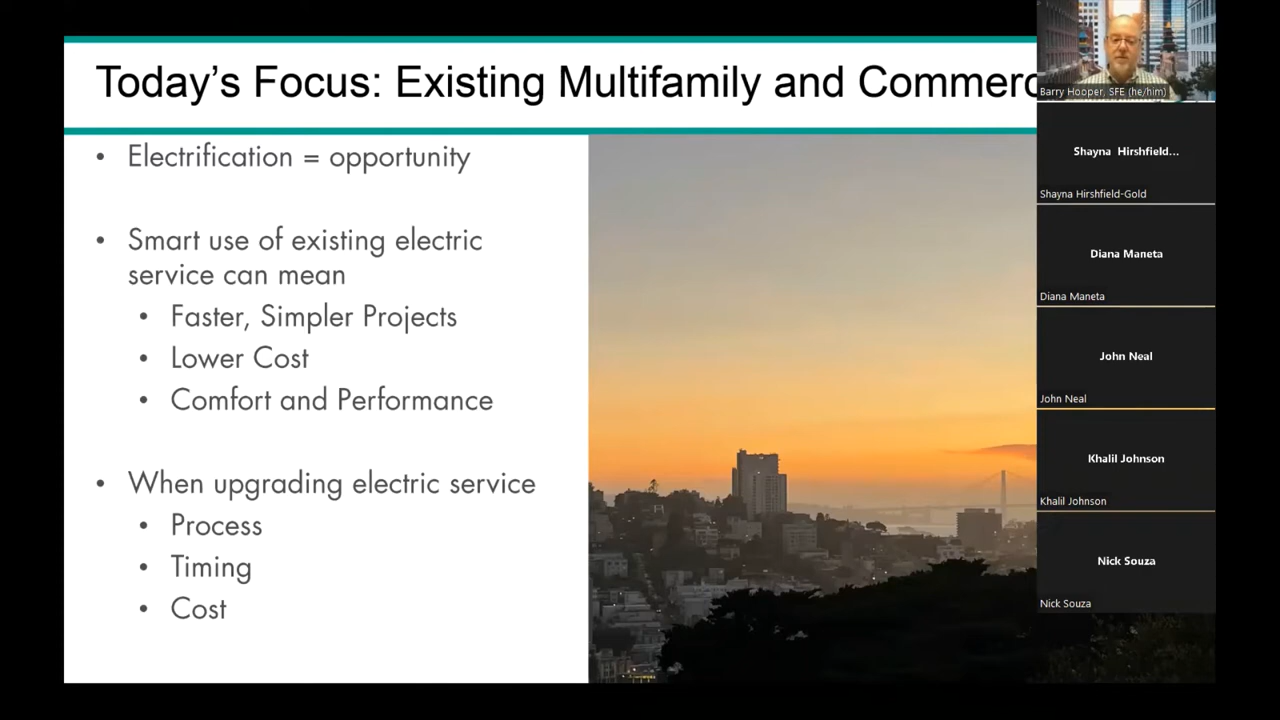 Today's Focus: Existing Multifamily and Commerc
• Electrification = opportunity
• Smart use of existing electric
service can mean
• Faster, Simpler Projects
• Lower Cost
• Comfort and Performance
• When upgrading electric service
• Process
• Timing
• Cost
Barry Hooper, SFE (he/him)
Shayna Hirshfield...
Shayna Hirshfield-Gold
Diana Maneta
Diana Maneta
John Neal
John Neal
Khalil Johnson
Khalil Johnson
Nick Souza
Nick Souza